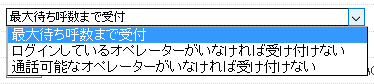 最大待ち呼数まで受付
最大待ち呼数まで受付
ログインしているオペレーターがいなければ受け付けない
通話可能なオペレーターがいなければ受け付けない